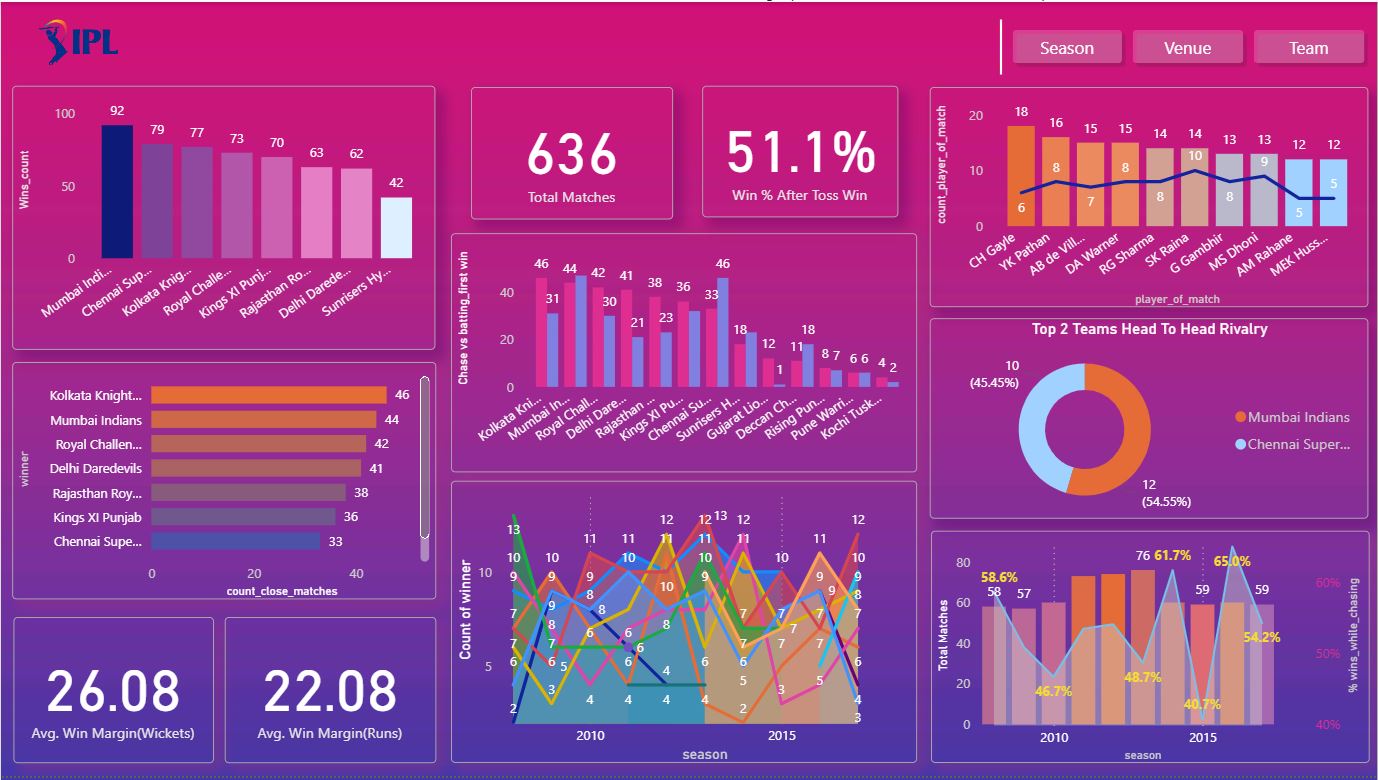 IPL
Season
Venue
Team
Wins_count
100
50
0
92
79
77
73
70
63
62
42
Mumbai Indi...
Chennai Sup...
Kolkata Knig...
Royal Challe...
Kings XI Punj...
Rajasthan Ro...
Delhi Darede...
Sunrisers Hy...
636
Total Matches
51.1%
Win % After Toss Win
count_player_of_match
20
10
0
18
16
15
15
14
14
13
13
12
12
6
8
7
8
8
10
8
9
5
5
CH Gayle
YK Pathan
AB de Vill...
DA Warner
RG Sharma
SK Raina
G Gambhir
MS Dhoni
AM Rahane
MEK Huss...
player_of_match
Chase vs batting_first win
40
20
0
46
31
44
42
30
41
21
38
23
36
33
46
18
12
1
11
18
8
7
6
6
4
2
Kolkata Kni...
Mumbai In...
Royal Chall...
Delhi Dare...
Rajasthan ...
Kings XI Pu...
Chennai Su...
Sunrisers H...
Gujarat Lio...
Deccan Ch...
Rising Pun...
Pune Warri...
Kochi Tusk...
Top 2 Teams Head To Head Rivalry
10
(45.45%)
12
(54.55%)
Mumbai Indians
Chennai Super...
winner
Kolkata Knight... 46
Mumbai Indians 44
Royal Challen... 42
Delhi Daredevils 41
Rajasthan Roy... 38
Kings XI Punjab 36
Chennai Supe... 33
0
20
40
count_close_matches
26.08
Avg. Win Margin(Wickets)
22.08
Avg. Win Margin(Runs)
Count of winner
10
5
13
10
9
7
6
2
10
9
8
6
3
5
11
9
8
7
6
4
8
11
10
7
6
4
6
12
10
8
4
4
12
11
10
9
7
6
4
13
12
11
7
6
5
2
10
7
3
7
11
9
7
6
5
9
12
10
9
8
7
6
4
3
2010
2015
season
Total Matches
80
60
40
20
0
58.6%
58
57
46.7%
76
48.7%
61.7%
59
40.7%
65.0%
59
54.2%
60%
50%
40%
% wins_while_chasing
2010
2015
season